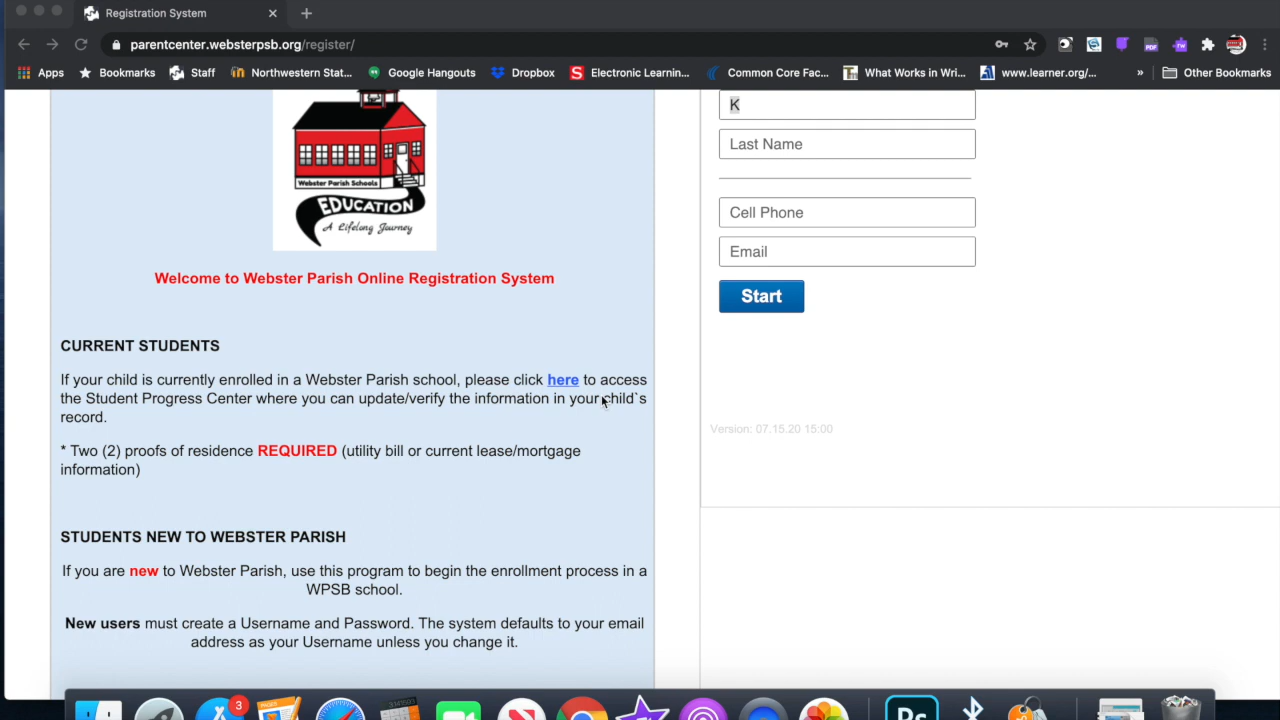 Registration System
parentcenter.websterpsb.org/register/
Apps
Bookmarks
Staff
Northwestern Stat...
Google Hangouts
Dropbox
Electronic Learnin...
Common Core Fac...
What Works in Wri...
www.learner.org/...
»
Other Bookmarks
Webster Parish Schools
EDUCATION
A Lifelong Journey
Welcome to Webster Parish Online Registration System
CURRENT STUDENTS
If your child is currently enrolled in a Webster Parish school, please click here to access
the Student Progress Center where you can update/verify the information in your child`s
record.
* Two (2) proofs of residence REQUIRED (utility bill or current lease/mortgage
information)
STUDENTS NEW TO WEBSTER PARISH
If you are new to Webster Parish, use this program to begin the enrollment process in a
WPSB school.
New users must create a Username and Password. The system defaults to your email
address as your Username unless you change it.
K
Last Name
Cell Phone
Email
Start
Version: 07.15.20 15:00
3
PAGES
Dc